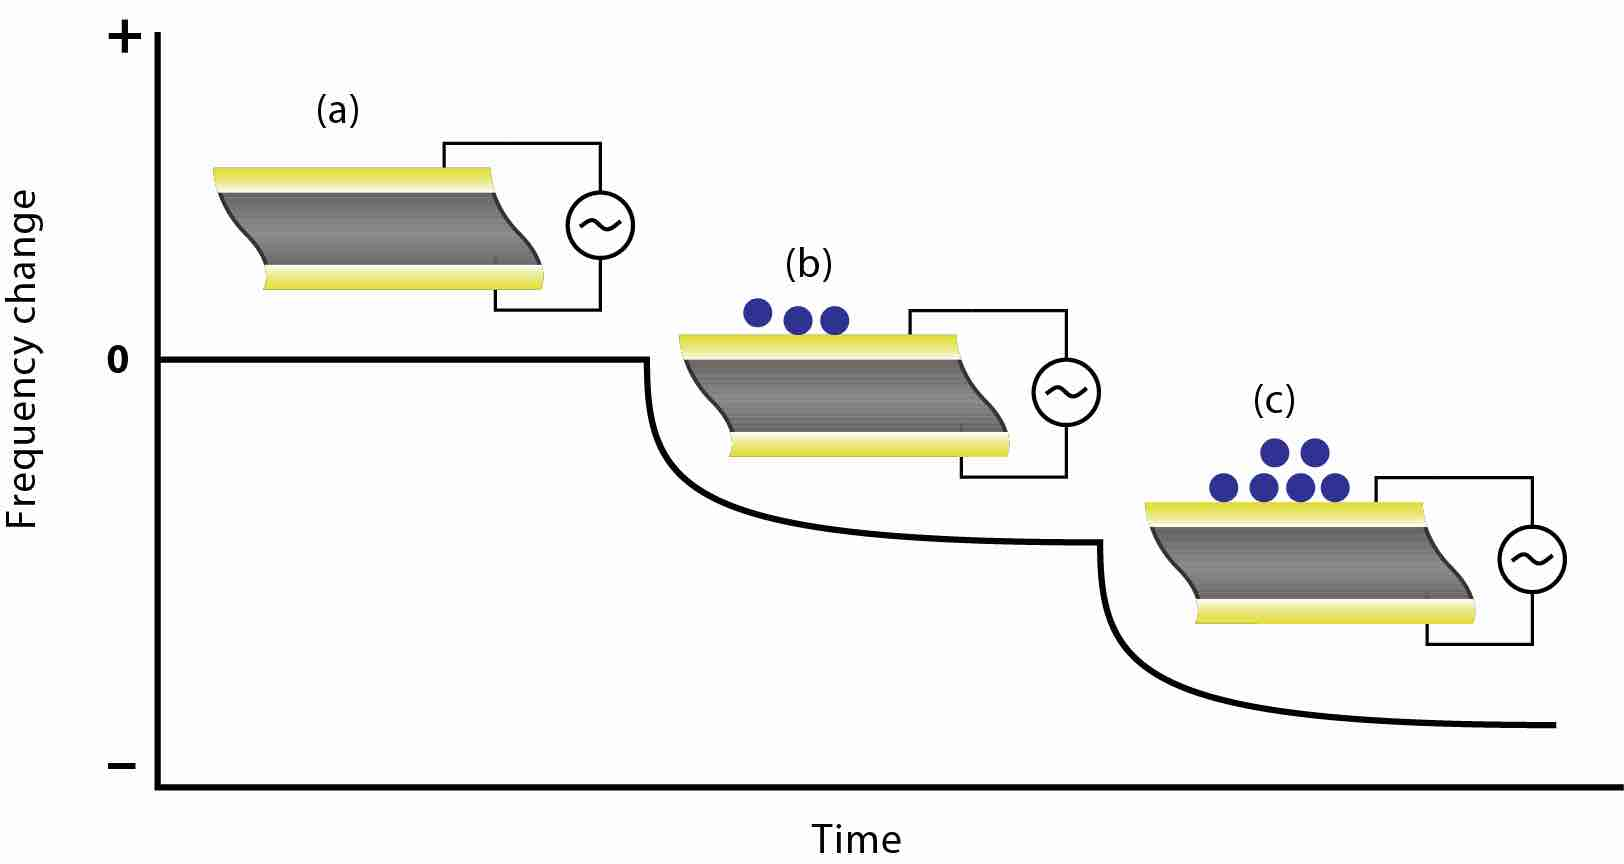 +
(a)
(b)
0
(c)
Frequency change
–
Time